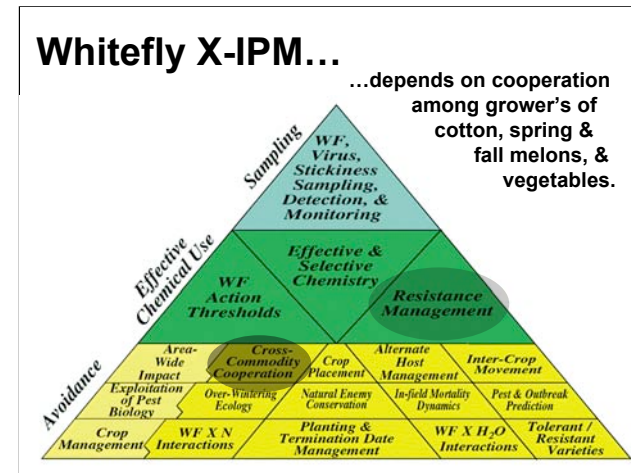 Whitefly X-IPM…
…depends on cooperation
among grower's of
cotton, spring &
fall melons, &
vegetables.
Sampling
WF,
Virus,
Stickiness
Sampling,
Detection, &
Monitoring
Effective
Chemical Use
WF
Action
Thresholds
Effective &
Selective
Chemistry
Resistance
Management
Avoidance
Area-
Wide
Impact
Cross-
Commodity
Cooperation
Crop
Placement
Alternate
Host
Management
Inter-Crop
Movement
Exploitation
of Pest
Biology
Over-Wintering
Ecology
Natural Enemy
Conservation
In-field Mortality
Dynamics
Pest & Outbreak
Prediction
Crop
Management
WF X N
Interactions
Planting &
Termination Date
Management
WF X H2O
Interactions
Tolerant /
Resistant
Varieties